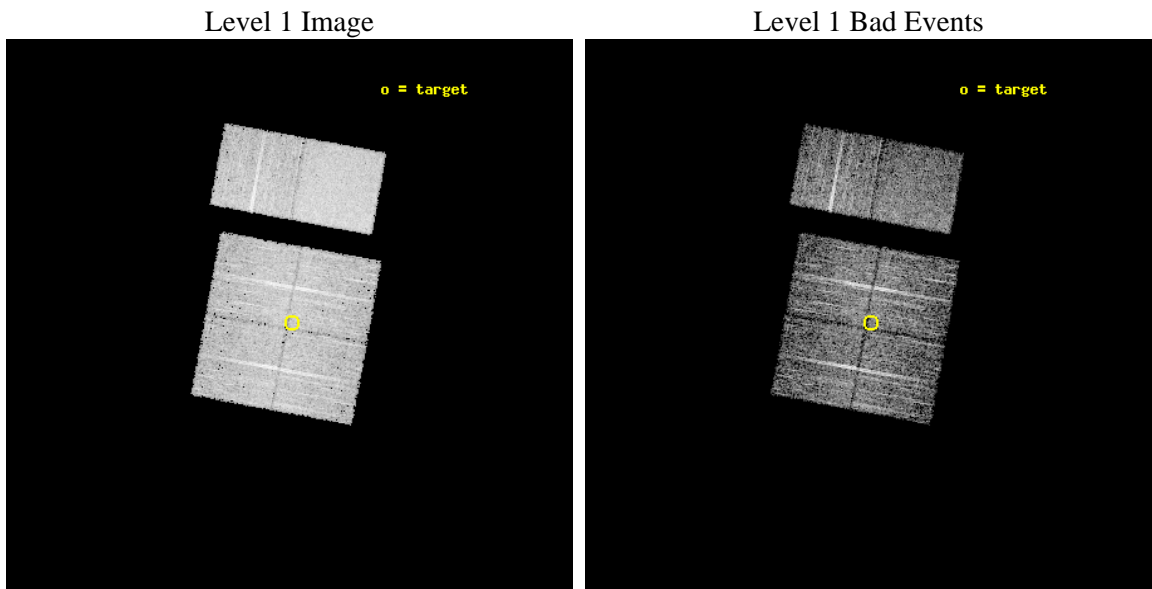 Level 1 Image
Level 1 Bad Events
o = target
o = target